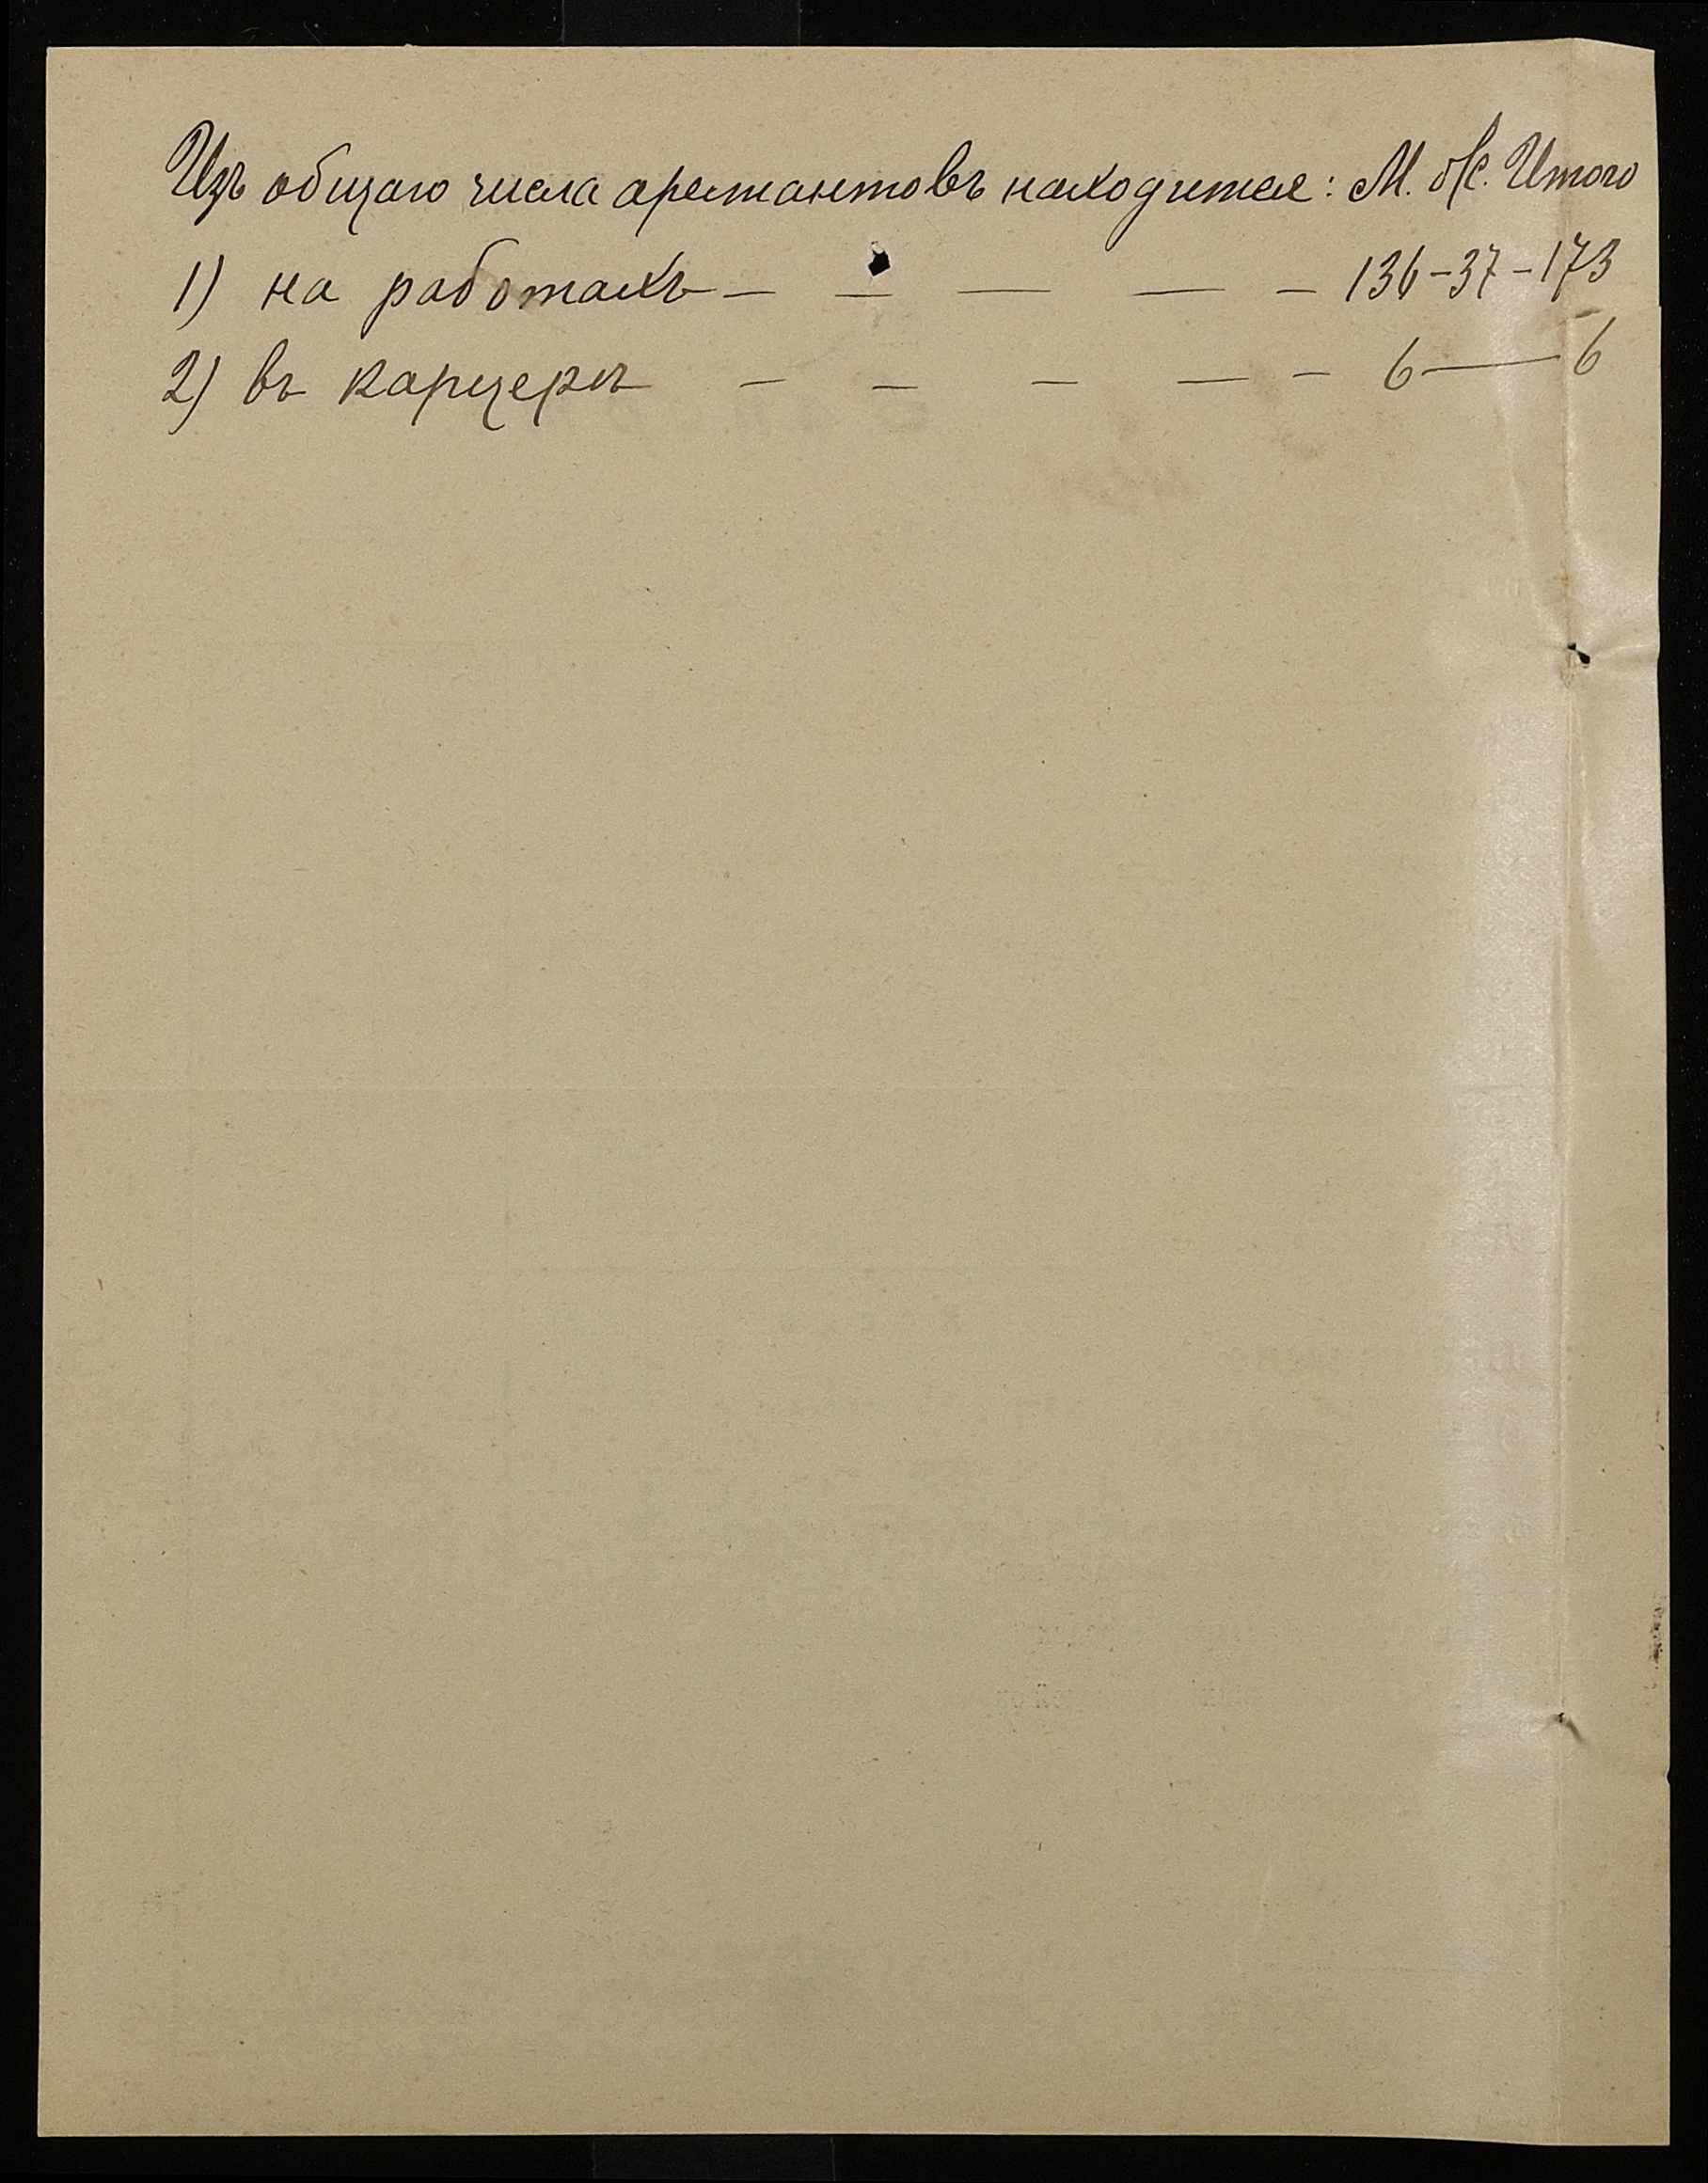 Изъ общаго числа арестантовъ находится: М. Ж. Итого
1) на работахъ — — — — — 136 – 37 – 173
2) въ карцерѣ — — — — — 6 — 6